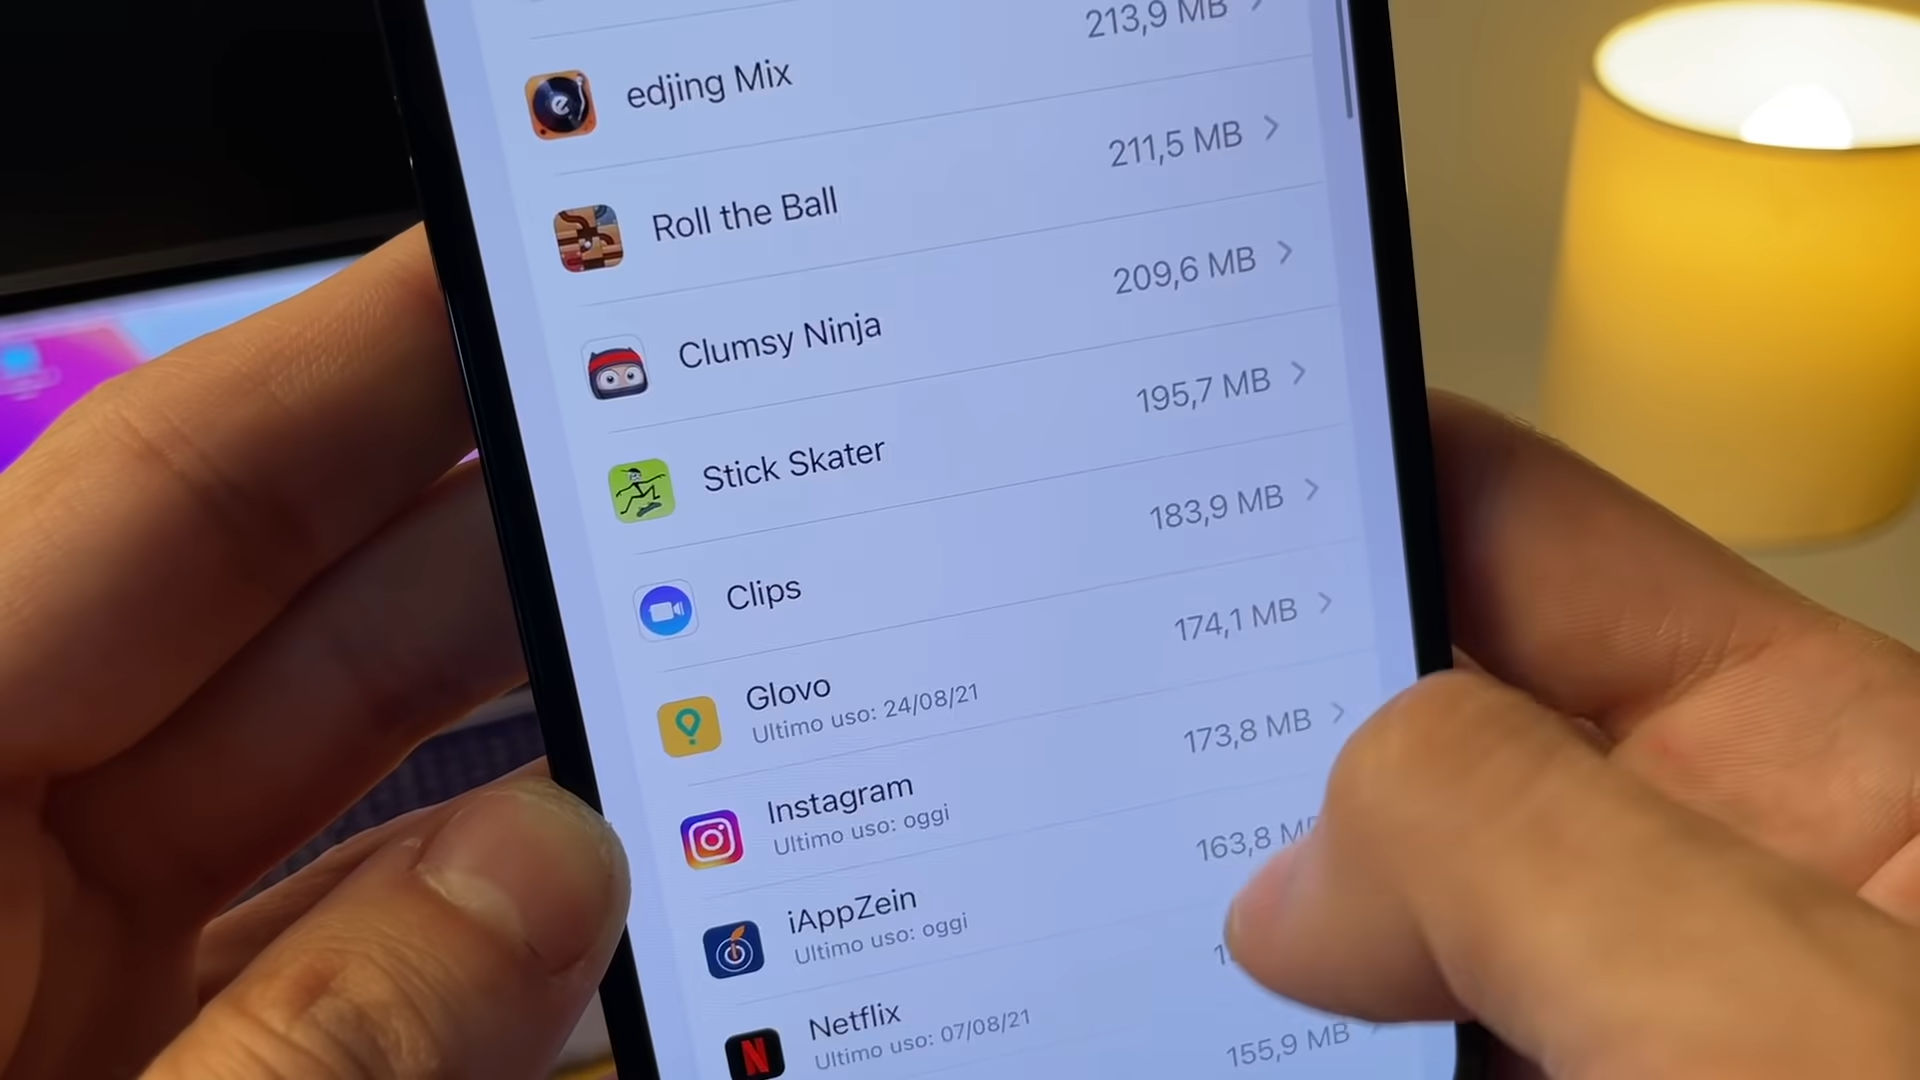 213,9 MB
edjing Mix
211,5 MB
Roll the Ball
209,6 MB
Clumsy Ninja
195,7 MB
Stick Skater
183,9 MB
Clips
174,1 MB
Glovo
Ultimo uso: 24/08/21
173,8 MB
Instagram
Ultimo uso: oggi
163,8
iAppZein
Ultimo uso: oggi
Netflix
Ultimo uso: 07/08/21
155,9 MB